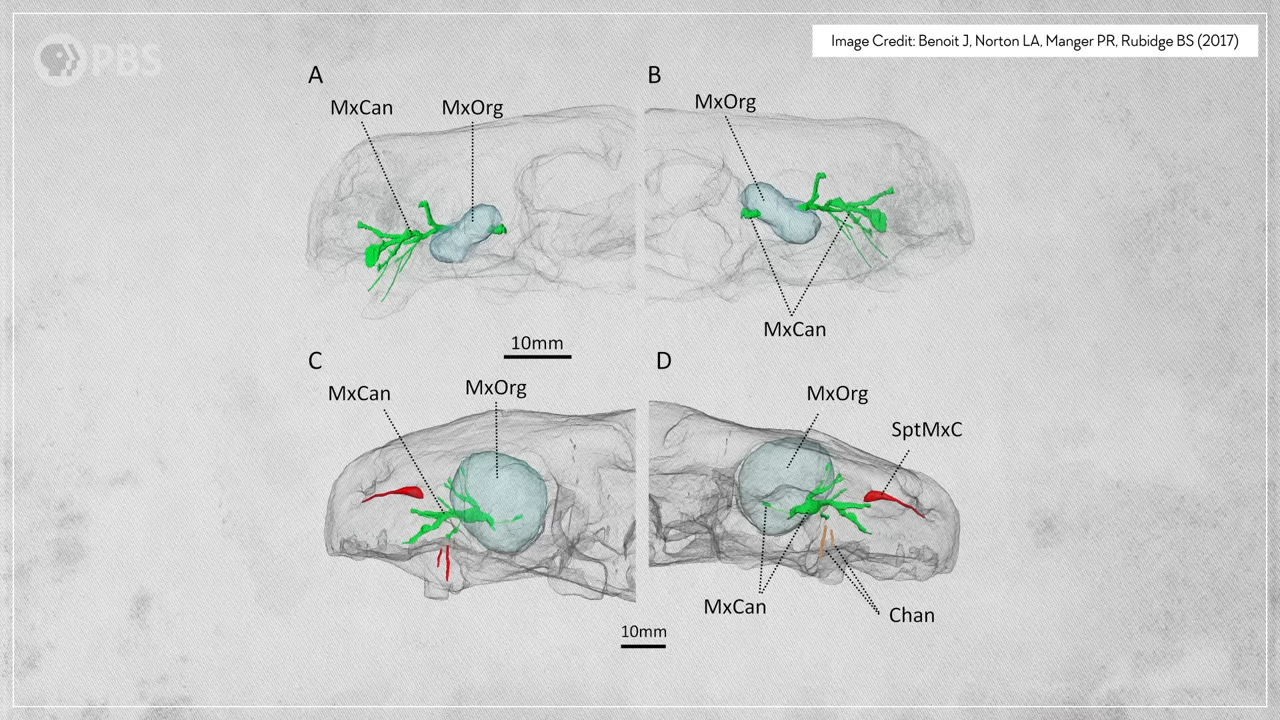 PBS
Image Credit: Benoit J, Norton LA, Manger PR, Rubidge BS (2017)
A
B
MxCan
MxOrg
MxOrg
MxCan
10mm
C
D
MxCan
MxOrg
MxOrg
SptMxC
MxCan
Chan
10mm